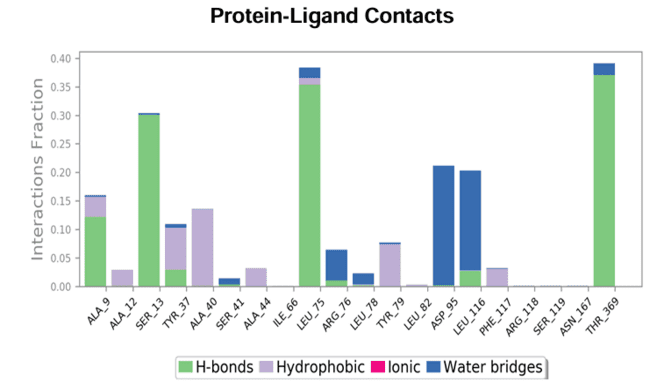 Protein-Ligand Contacts
Interactions Fraction
0.40
0.35
0.30
0.25
0.20
0.15
0.10
0.05
0.00
ALA_9
ALA_12
SER_13
TYR_37
ALA_40
SER_41
ALA_44
ILE_66
LEU_75
ARG_76
LEU_78
TYR_79
LEU_82
ASP_95
LEU_116
PHE_117
ARG_118
SER_119
ASN_167
THR_369
H-bonds Hydrophobic Ionic Water bridges